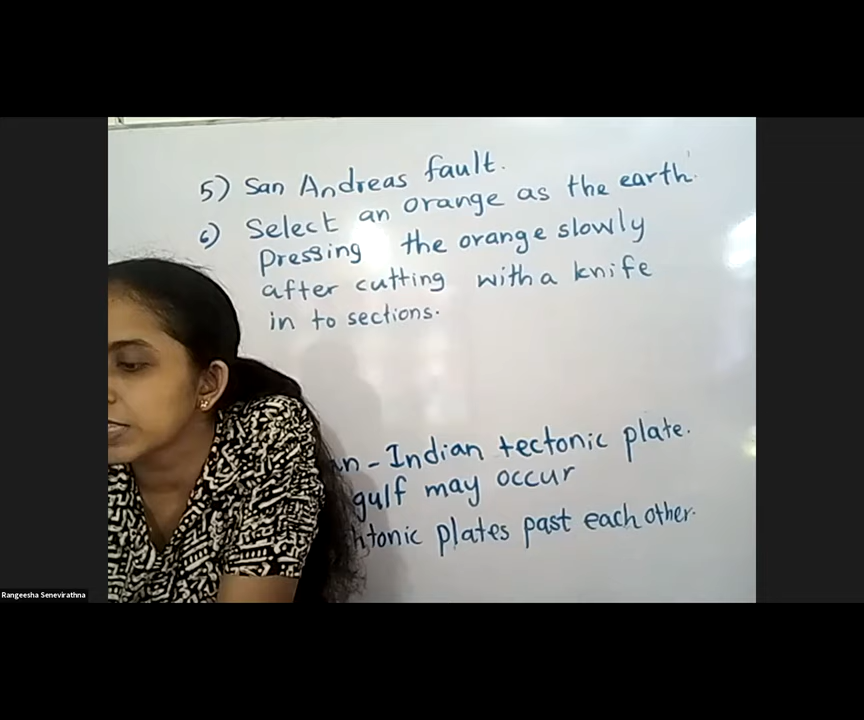 5) San Andreas fault.
6) Select an orange as the earth.
pressing the orange slowly
after cutting with a knife
in to sections.
n - Indian tectonic plate.
gulf may occur
tonic plates past each other.
Rangeesha Senevirathna